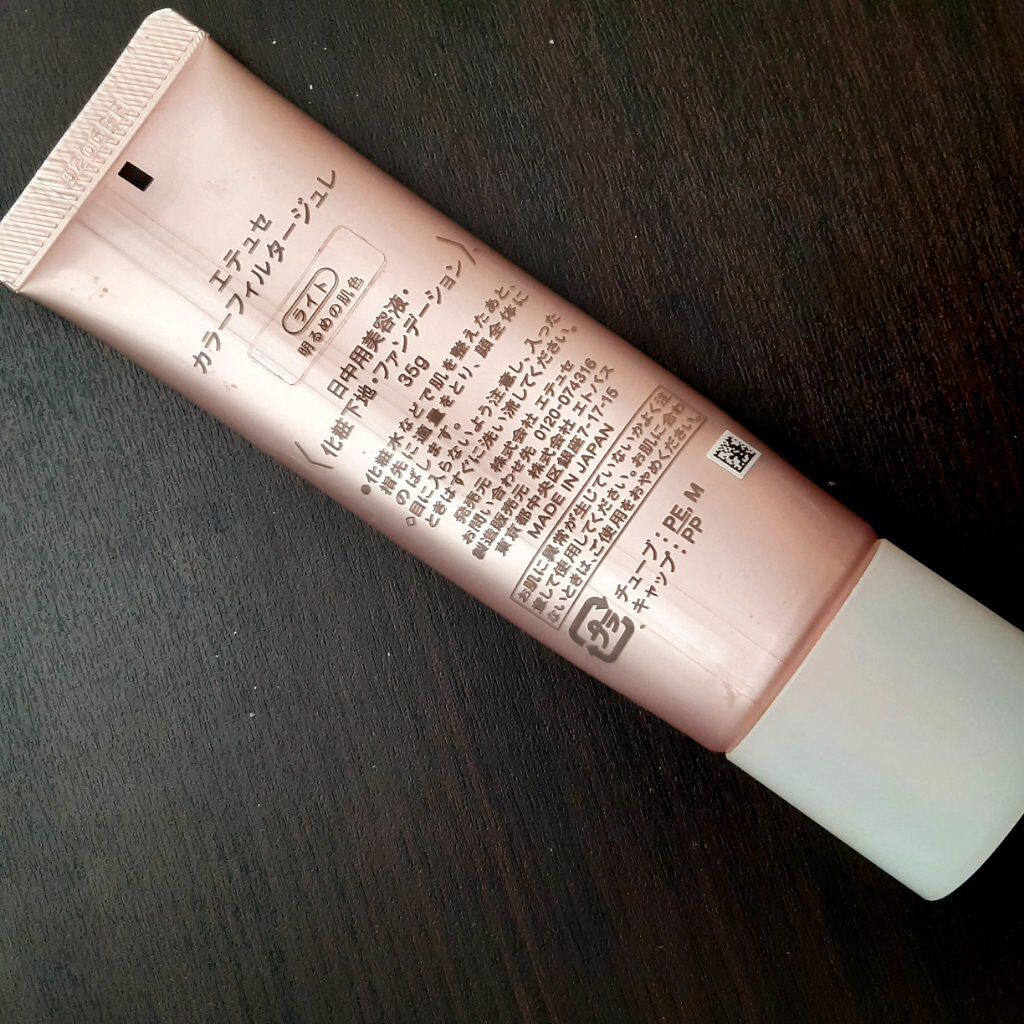 エテュセ
カラーフィルタージュレ
ライト
明るめの肌色
日中用美容液・
〈化粧下地・ファンデーション〉
35g
●化粧水などで肌を整えたあと、
指先に適量をとり、顔全体に
のばします。
◇目に入らないよう注意し、入った
ときはすぐに洗い流してください。
発売元 株式会社 エテュセ
お問い合わせ先 0120-074316
製造販売元 株式会社 エトバス
東京都中央区銀座7-17-15
MADE IN JAPAN
お肌に異常が生じていないかよく注
意して使用してください。お肌に合わ
ないときは、ご使用をおやめください。
プラ
チューブ：PE, M
キャップ：PP